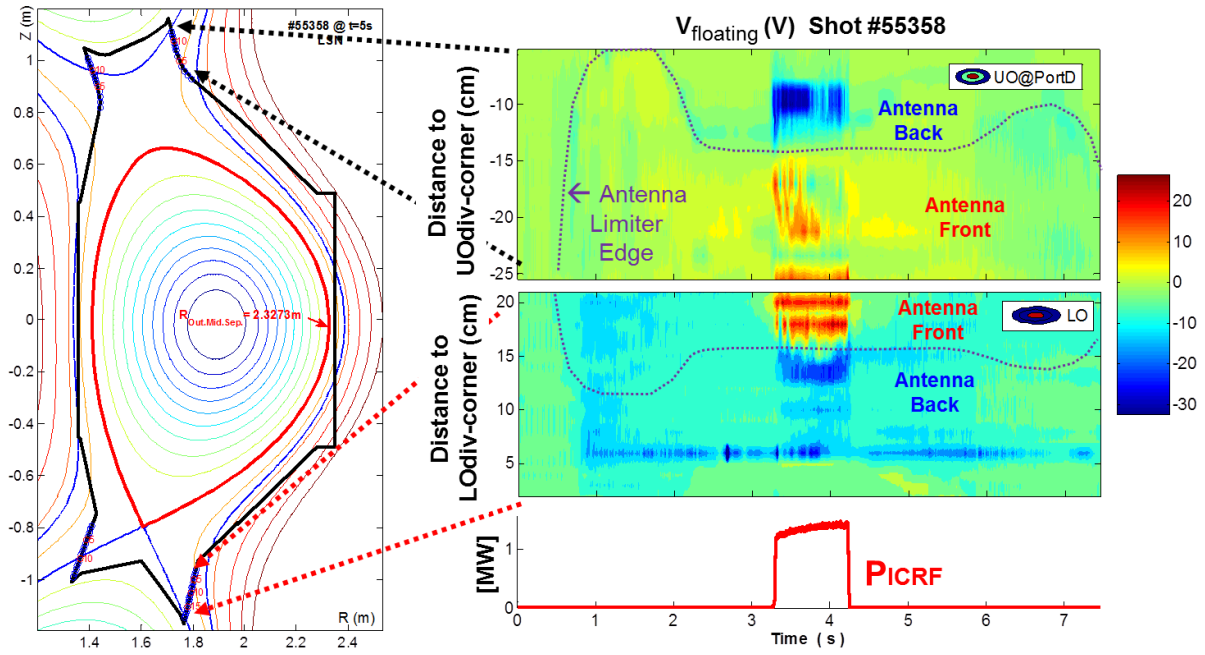 #55358 @ t=5s
LSN
Z (m)
1
0.8
0.6
0.4
0.2
0
-0.2
-0.4
-0.6
-0.8
-1
R Out.Mid.Sep. = 2.3273m
R (m)
1.4
1.6
1.8
2
2.2
2.4
V_floating (V) Shot #55358
Distance to
UOdiv-corner (cm)
-10
-15
-20
-25
UO@PortD
Antenna
Back
← Antenna
Limiter
Edge
Antenna
Front
Distance to
LOdiv-corner (cm)
20
15
10
5
Antenna
Front
LO
Antenna
Back
20
10
0
-10
-20
-30
[MW]
1
0
PICRF
0
1
2
3
4
5
6
7
Time ( s )